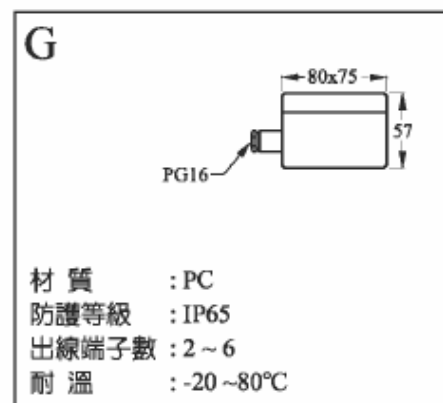 G
80x75
57
PG16
材 質 : PC
防護等級 : IP65
出線端子數 : 2 ~ 6
耐 溫 : -20 ~80℃